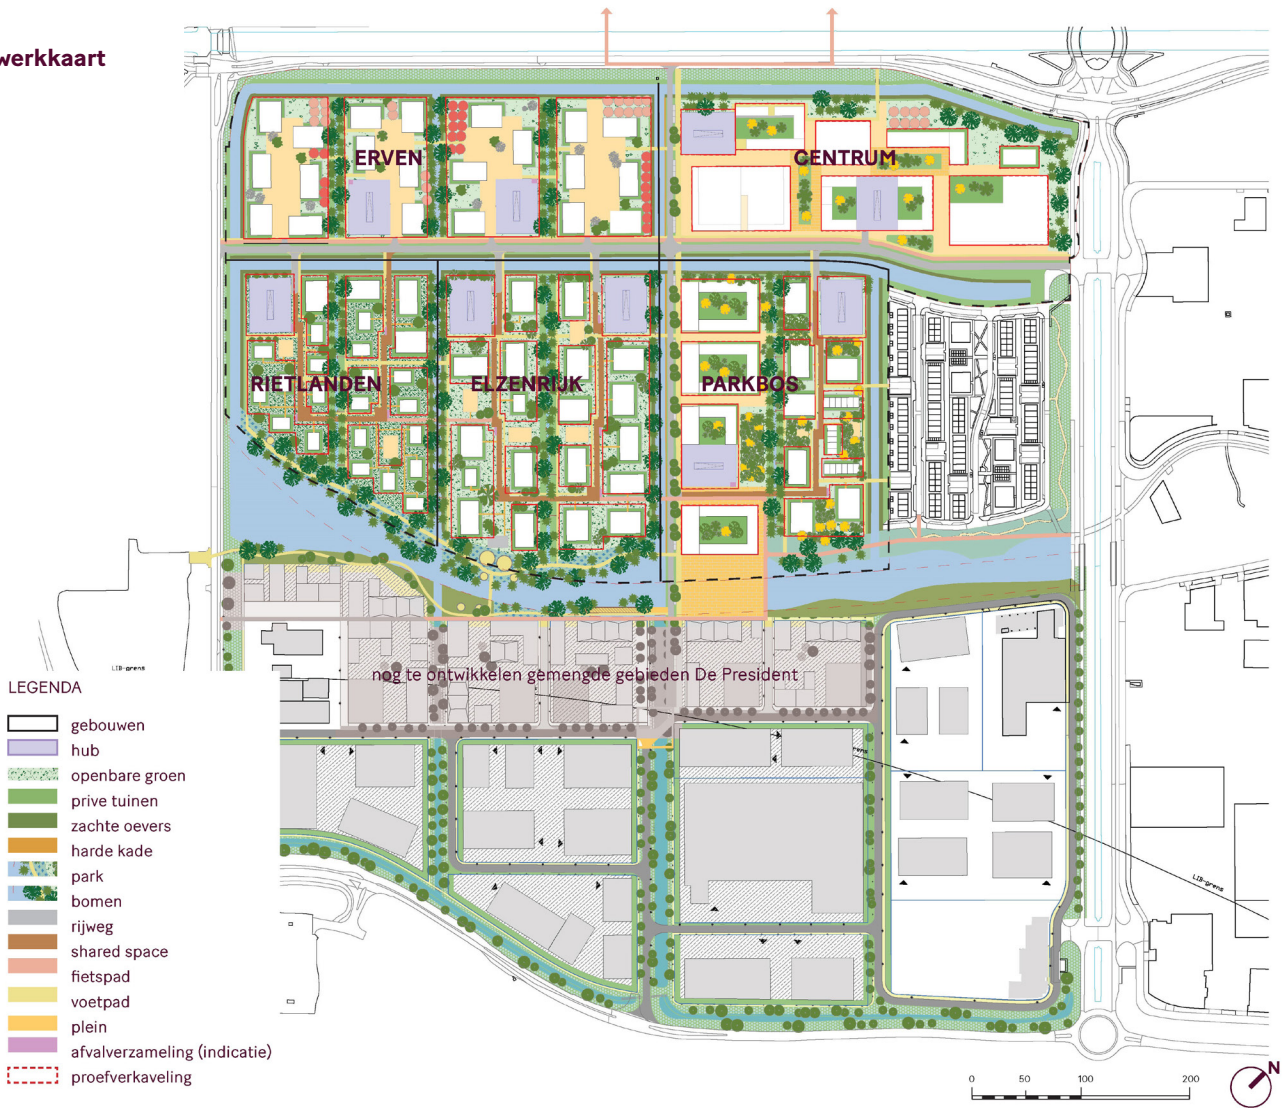 werkkaart
ERVEN
CENTRUM
RIETLANDEN
ELZENRIJK
PARKBOS
LIB-grens
nog te ontwikkelen gemengde gebieden De President
LIB-grens
LEGENDA
gebouwen
hub
openbare groen
prive tuinen
zachte oevers
harde kade
park
bomen
rijweg
shared space
fietspad
voetpad
plein
afvalverzameling (indicatie)
proefverkaveling
0 50 100 200
N